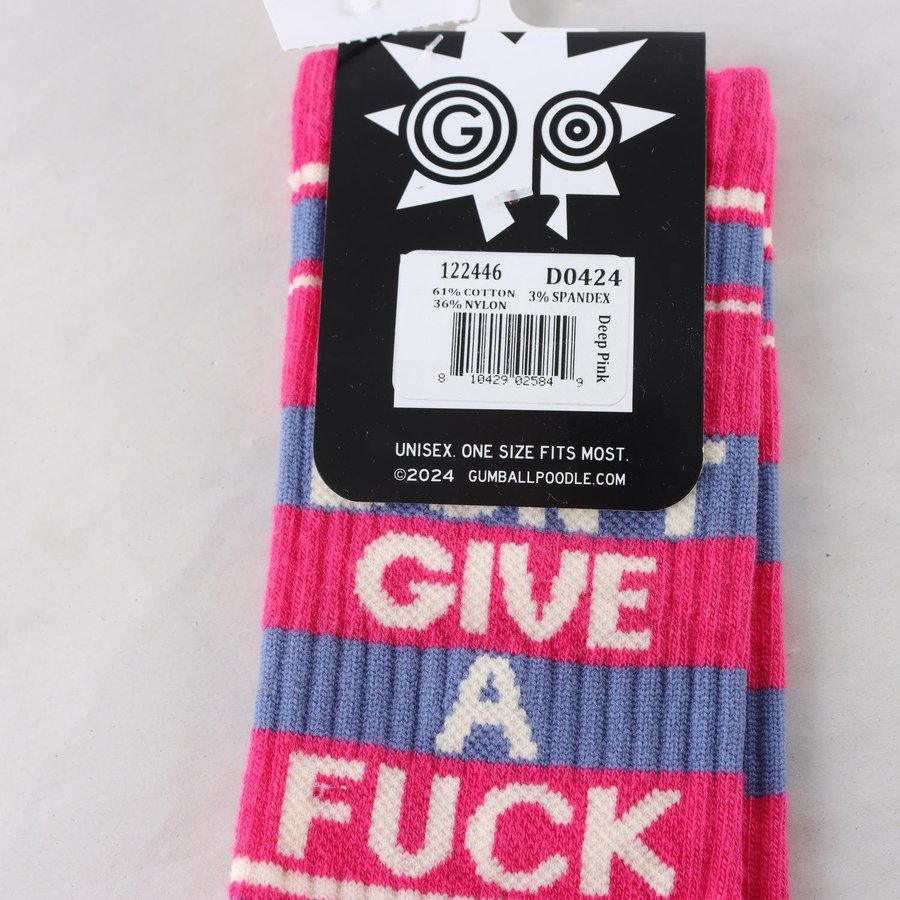 G
122446 D0424
61% COTTON 3% SPANDEX
36% NYLON
Deep Pink
8 10429 02584 9
UNISEX. ONE SIZE FITS MOST.
©2024 GUMBALLPOODLE.COM
GIVE
A
FUCK